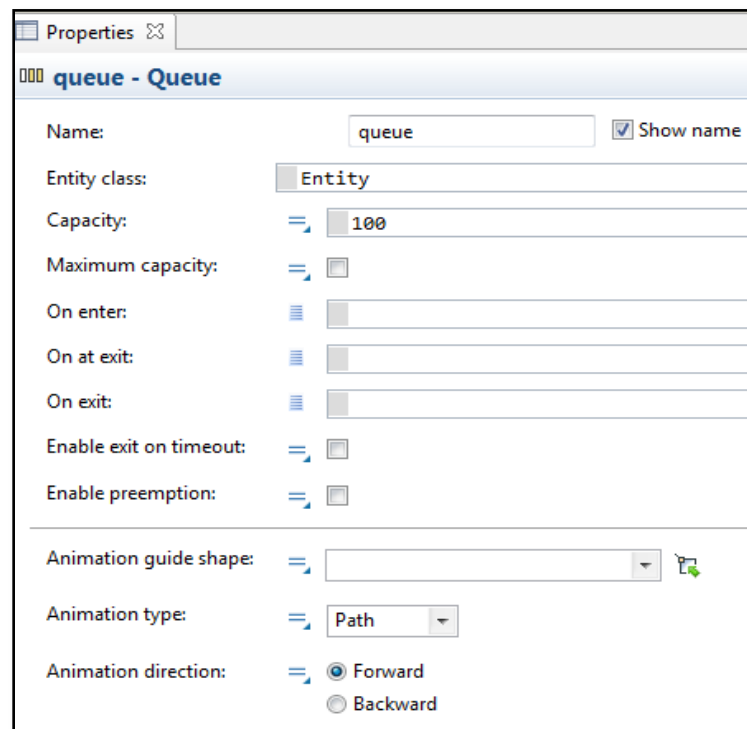 Properties
queue - Queue
Name: queue Show name
Entity class: Entity
Capacity: 100
Maximum capacity:
On enter:
On at exit:
On exit:
Enable exit on timeout:
Enable preemption:
Animation guide shape:
Animation type: Path
Animation direction: Forward
Backward